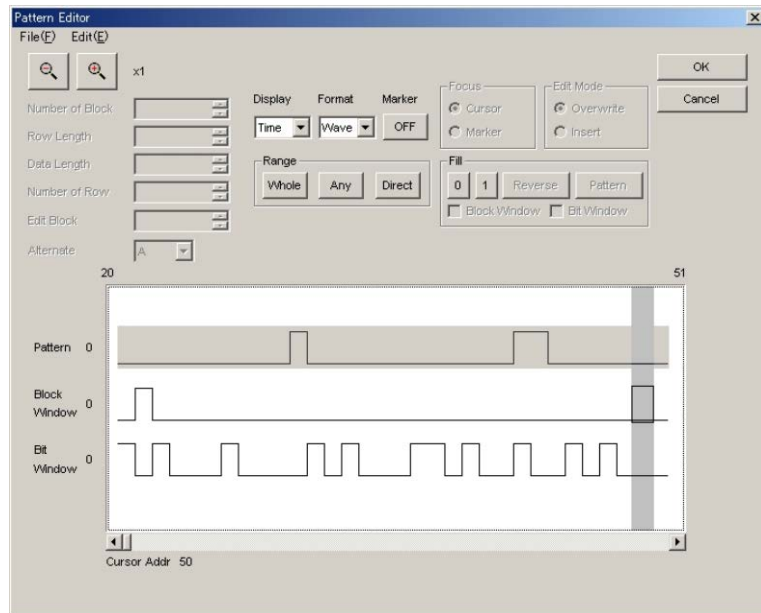 Pattern Editor
File(F) Edit(E)
x1
OK
Cancel
Number of Block
Row Length
Data Length
Number of Row
Edit Block
Alternate
A
Display Format Marker
Time Wave OFF
Focus
Cursor
Marker
Edit Mode
Overwrite
Insert
Range
Whole Any Direct
Fill
0 1 Reverse Pattern
Block Window Bit Window
20 51
Pattern 0
Block
Window 0
Bit
Window 0
Cursor Addr 50